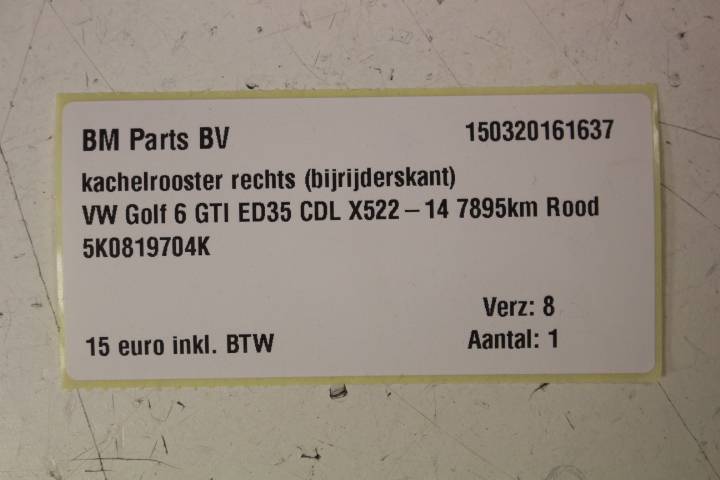 BM Parts BV 150320161637
kachelrooster rechts (bijrijderskant)
VW Golf 6 GTI ED35 CDL X522 – 14 7895km Rood
5K0819704K
Verz: 8
15 euro inkl. BTW Aantal: 1